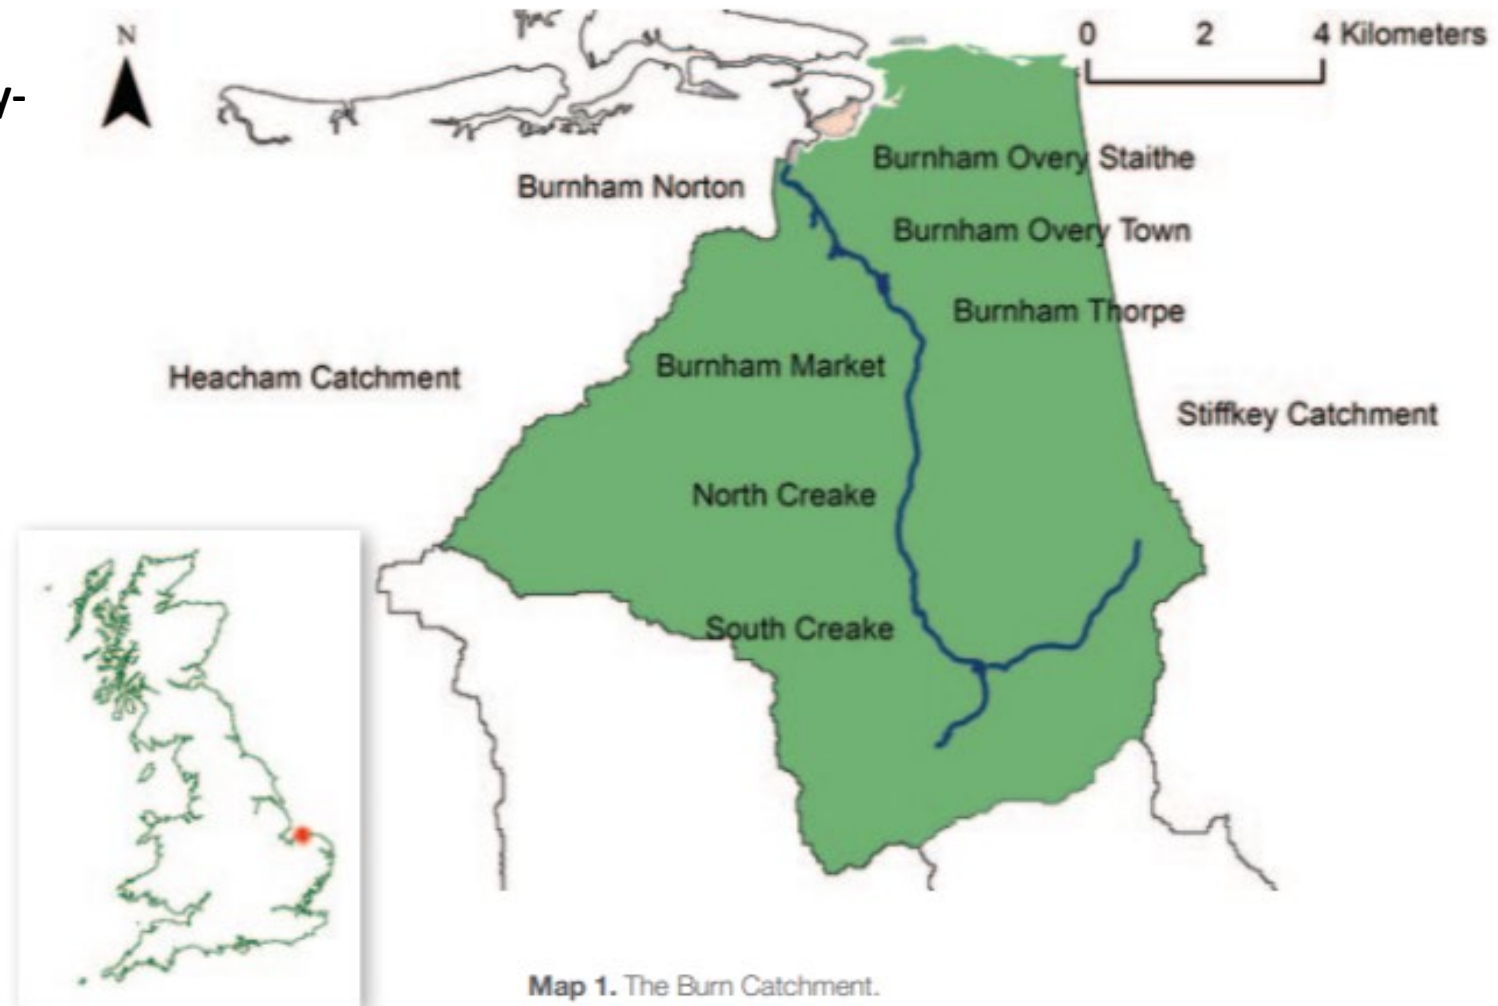 N
0 2 4 Kilometers
y-
Burnham Overy Staithe
Burnham Norton
Burnham Overy Town
Burnham Thorpe
Burnham Market
Heacham Catchment
Stiffkey Catchment
North Creake
South Creake
Map 1. The Burn Catchment.